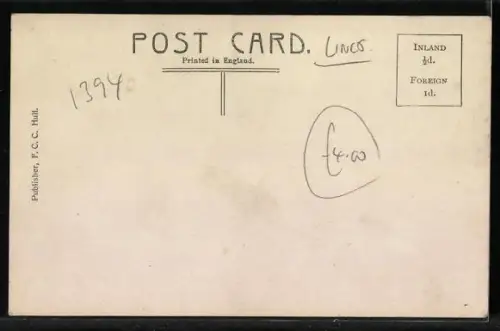 POST CARD.
LINCS.
Printed in England.
INLAND
½d.
FOREIGN
1d.
1394
£4.00
Publisher, F. C. C. Hull.